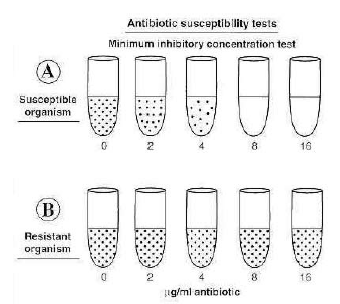 Antibiotic susceptibility tests
Minimum inhibitory concentration test
A
Susceptible
organism
0 2 4 8 16
B
Resistant
organism
0 2 4 8 16
µg/ml antibiotic